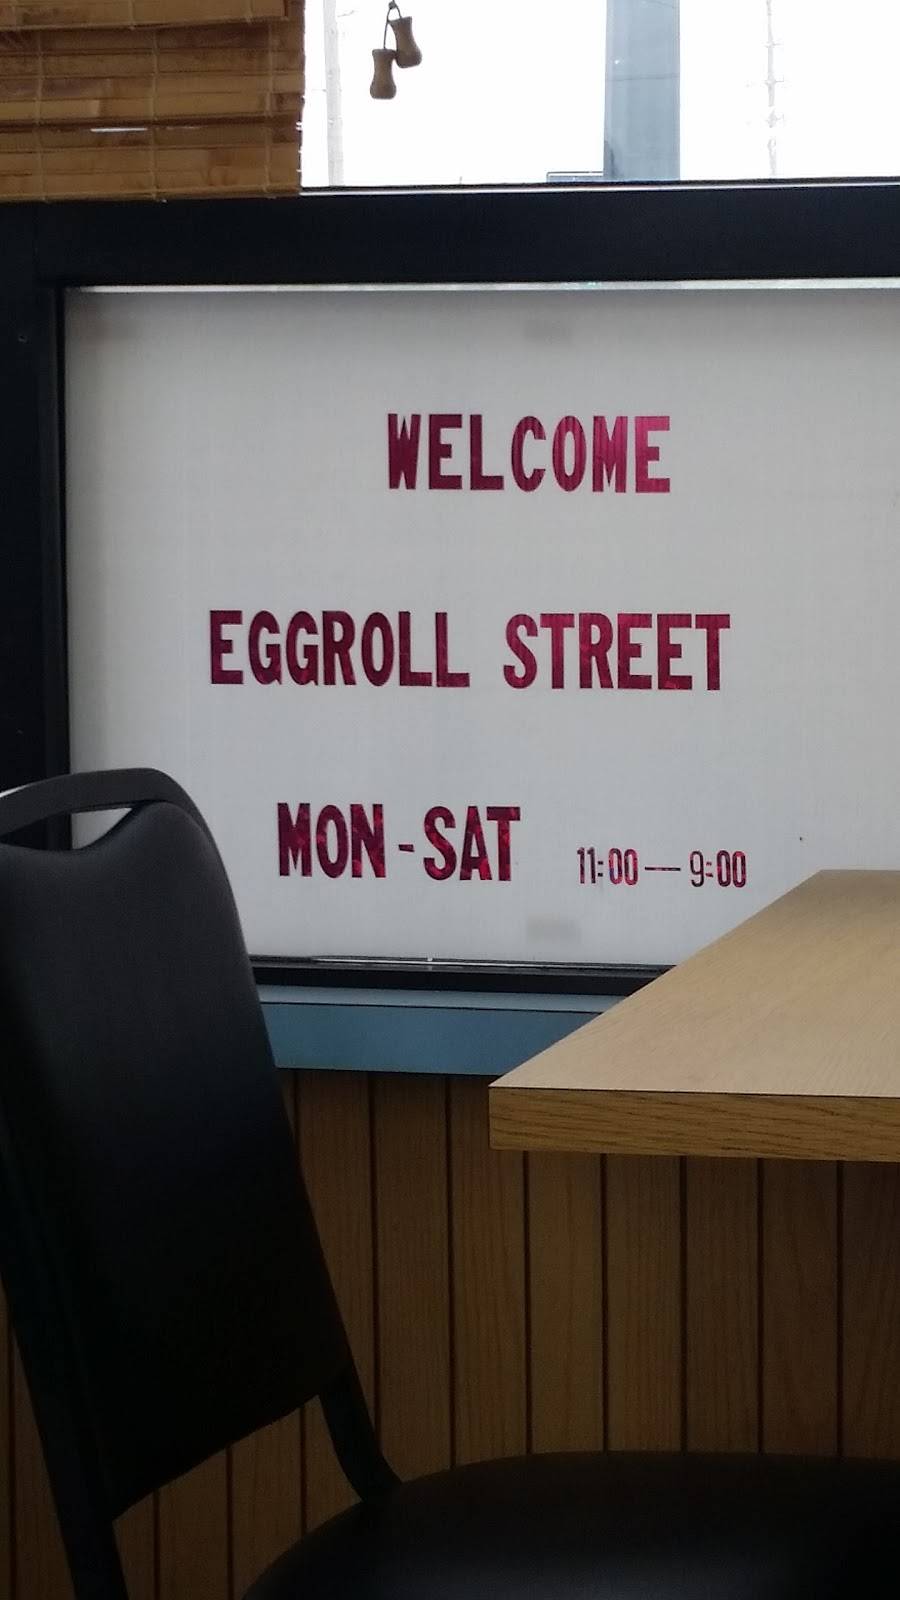 WELCOME
EGGROLL STREET
MON-SAT 11:00—9:00